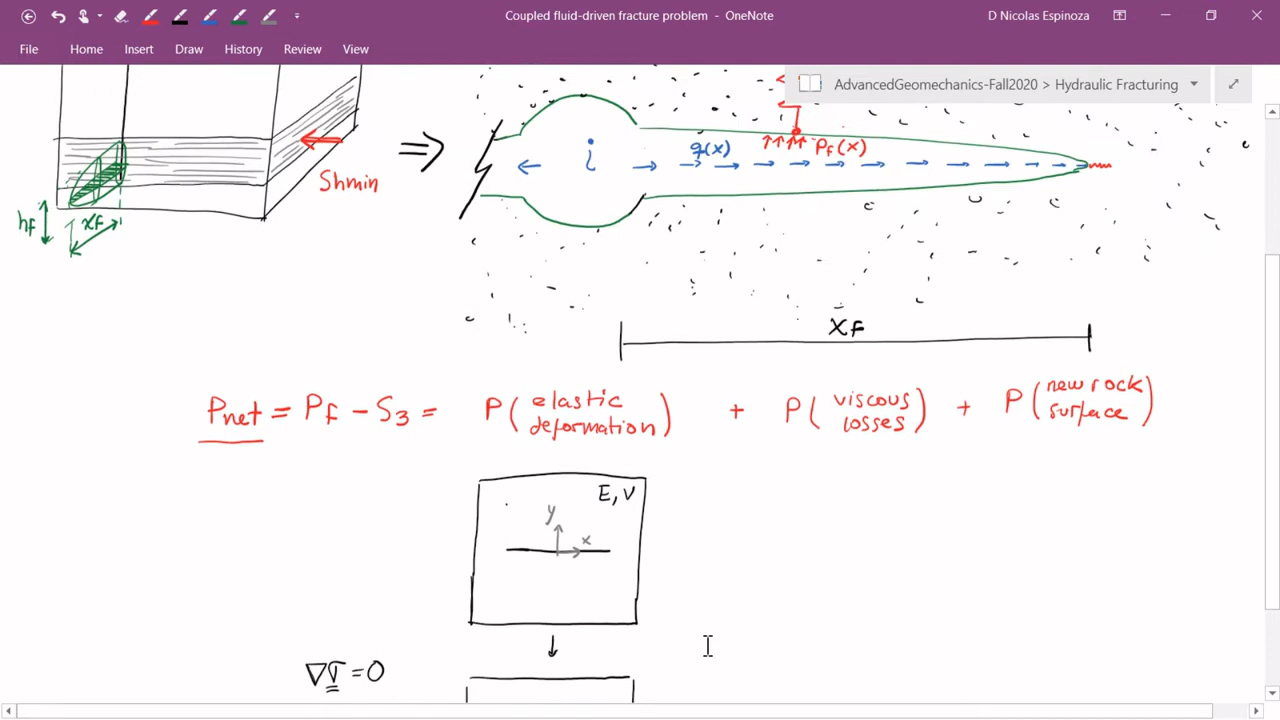 Coupled fluid-driven fracture problem - OneNote
D Nicolas Espinoza
File Home Insert Draw History Review View
AdvancedGeomechanics-Fall2020 > Hydraulic Fracturing
Shmin
hf
xf
i
q(x)
Pf(x)
XF
Pnet = Pf - S3 = P(elastic deformation) + P(viscous losses) + P(new rock surface)
E, ν
y
x
∇σ = 0